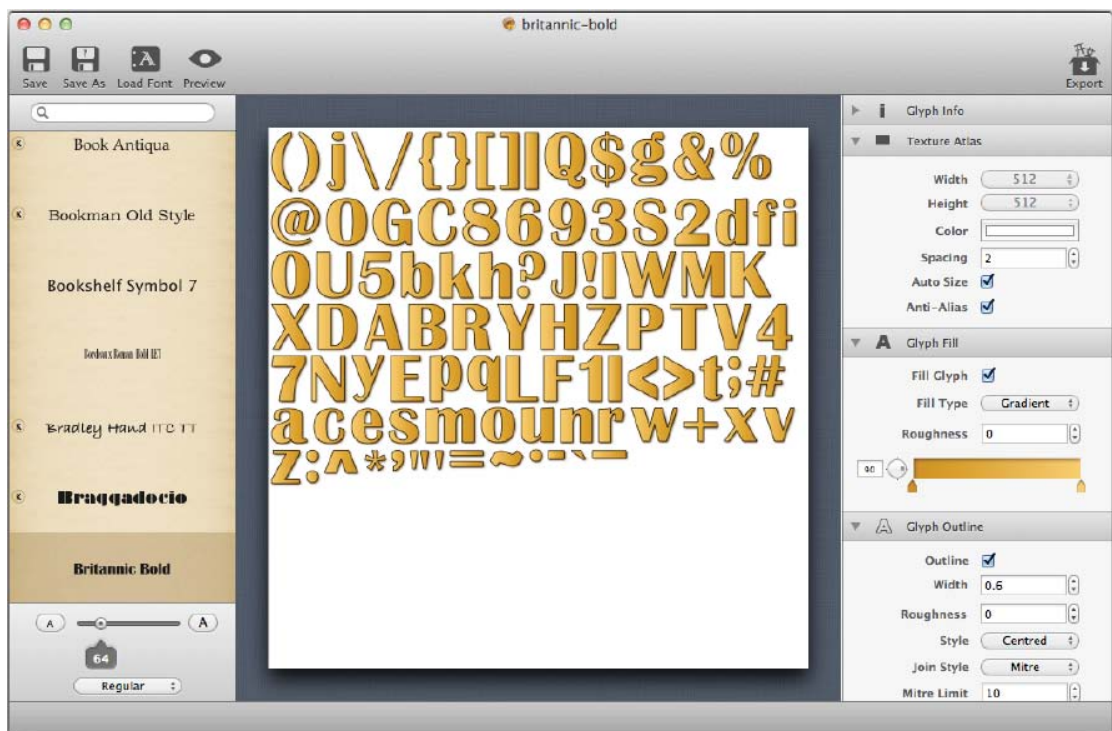 britannic-bold
Save Save As Load Font Preview
Export
Book Antiqua
Bookman Old Style
Bookshelf Symbol 7
Bradley Hand ITC TT
Braggadocio
Britannic Bold
A A
64
Regular
()j\/{}[]|Q$g&%
@OGC8693S2dfi
0U5bkh?J!lWMK
XDABRYHZPTV4
7NyEpqLF1I<>t;#
acesmounrw+xv
z:^*,"'=~.-`_
Glyph Info
Texture Atlas
Width 512
Height 512
Color
Spacing 2
Auto Size
Anti-Alias
A Glyph Fill
Fill Glyph
Fill Type Gradient
Roughness 0
90
A Glyph Outline
Outline
Width 0.6
Roughness 0
Style Centred
Join Style Mitre
Mitre Limit 10